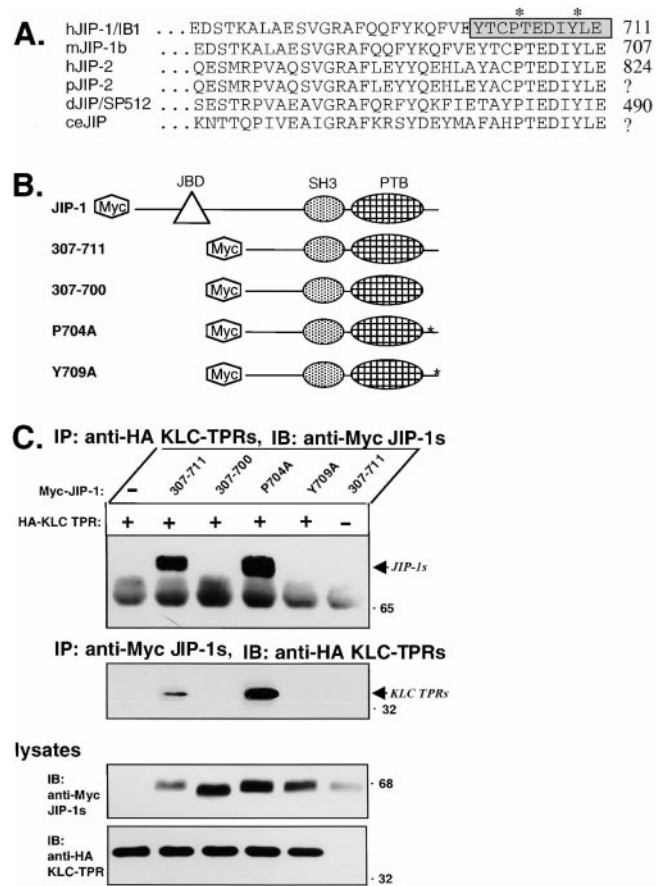 A.
* *
hJIP-1/IB1 ...EDSTKALAESVGRAFQQFYKQFVEYTCPTEDIYLE 711
mJIP-1b ...EDSTKALAESVGRAFQQFYKQFVEYTCPTEDIYLE 707
hJIP-2 ...QESMRPVAQSVGRAFLEYYQEHLAYACPTEDIYLE 824
pJIP-2 ...QESMRPVAQSVGRAFLEYYQEHLAYACPTEDIYLE ?
dJIP/SP512 ...SESTRPVAEAVGRAFQRFYQKFIETAYPIEDIYIE 490
ceJIP ...KNTTQPIVEAIGRAFKRSYDEYMAFAHPTEDIYLE ?
B.
JBD SH3 PTB
JIP-1 Myc
307-711 Myc
307-700 Myc
P704A Myc *
Y709A Myc *
C. IP: anti-HA KLC-TPRs, IB: anti-Myc JIP-1s
Myc-JIP-1: - 307-711 307-700 P704A Y709A 307-711
HA-KLC TPR: + + + + + -
JIP-1s
- 65
IP: anti-Myc JIP-1s, IB: anti-HA KLC-TPRs
KLC TPRs
- 32
lysates
IB:
anti-Myc
JIP-1s
- 68
IB:
anti-HA
KLC-TPR
- 32